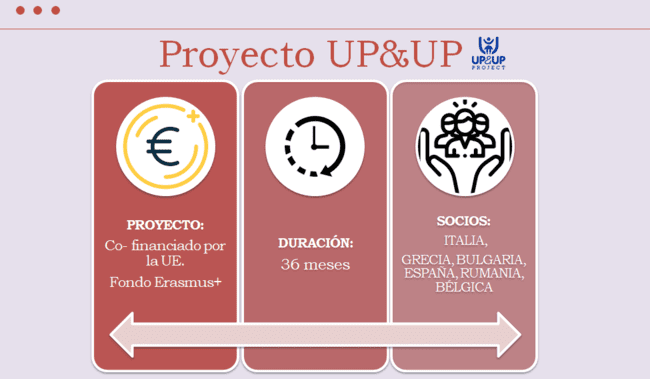 Proyecto UP&UP
UP&UP
PROJECT
PROYECTO:
Co- financiado por
la UE.
Fondo Erasmus+
DURACIÓN:
36 meses
SOCIOS:
ITALIA,
GRECIA, BULGARIA,
ESPAÑA, RUMANIA,
BÉLGICA